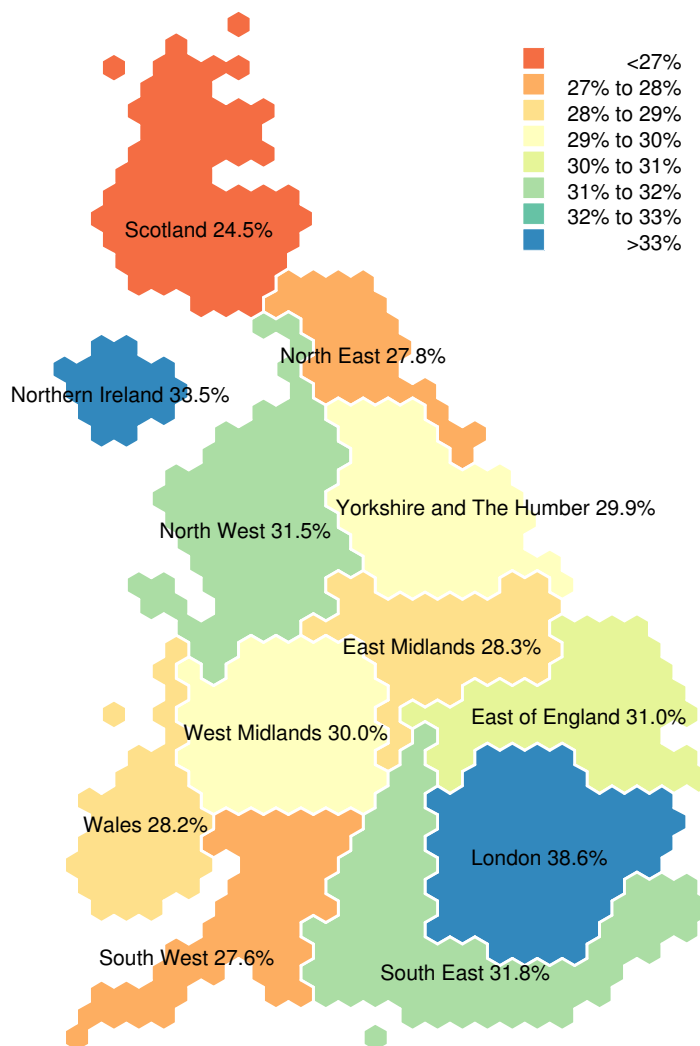 <27%
27% to 28%
28% to 29%
29% to 30%
30% to 31%
31% to 32%
32% to 33%
>33%
Scotland 24.5%
North East 27.8%
Northern Ireland 33.5%
Yorkshire and The Humber 29.9%
North West 31.5%
East Midlands 28.3%
East of England 31.0%
West Midlands 30.0%
Wales 28.2%
London 38.6%
South West 27.6%
South East 31.8%